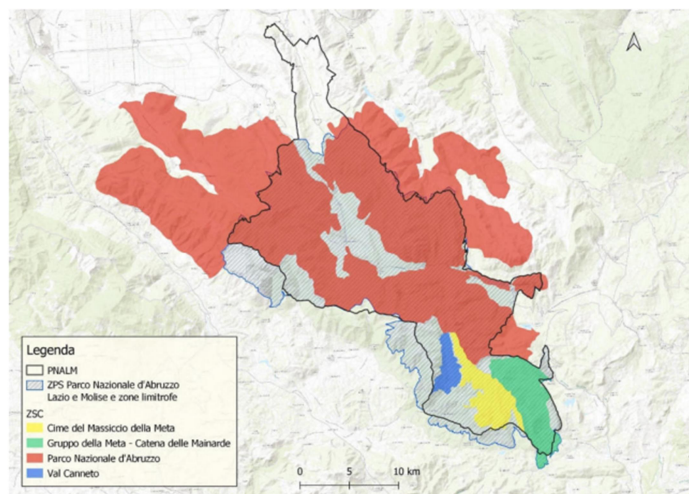 Legenda
PNALM
ZPS Parco Nazionale d'Abruzzo
Lazio e Molise e zone limitrofe
ZSC
Cime del Massiccio della Meta
Gruppo della Meta - Catena delle Mainarde
Parco Nazionale d'Abruzzo
Val Canneto
0 5 10 km